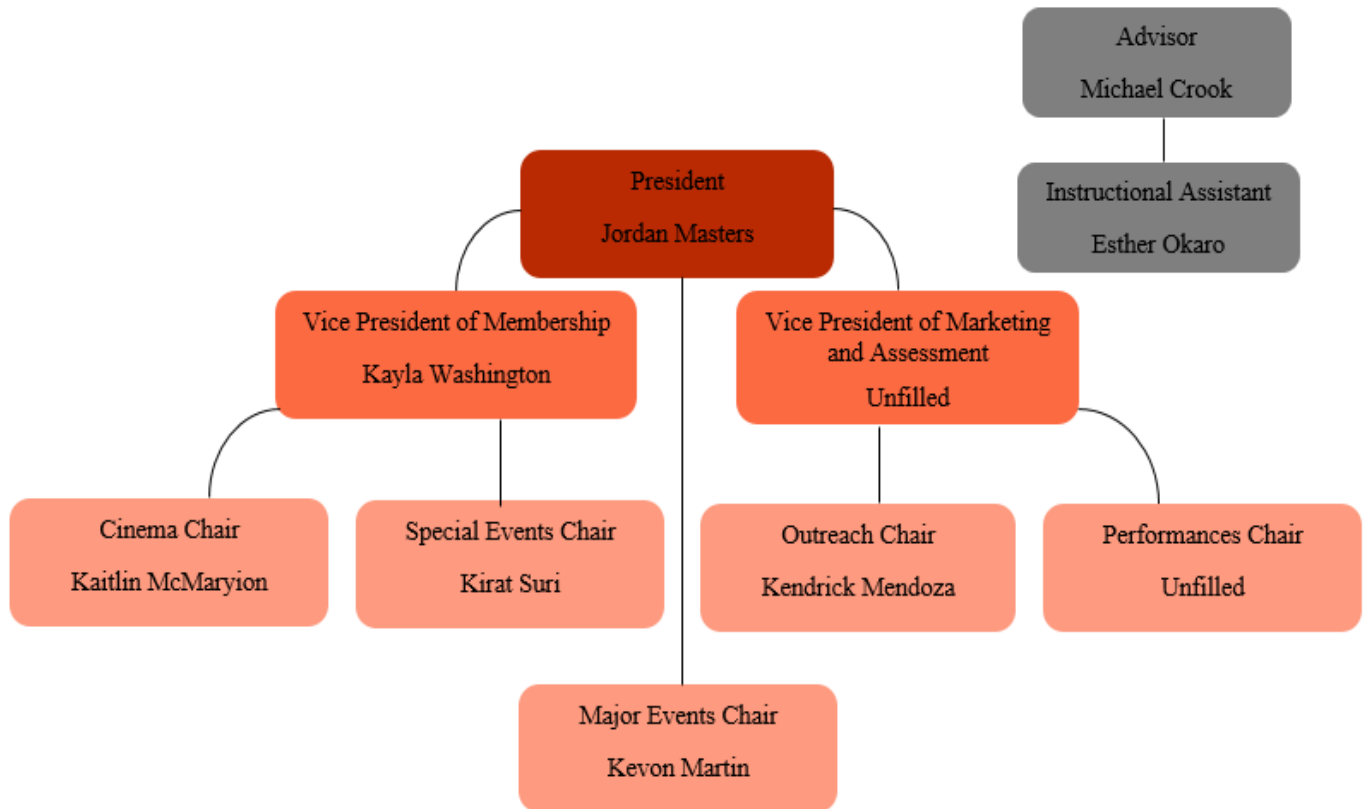 Advisor
Michael Crook
President
Jordan Masters
Instructional Assistant
Esther Okaro
Vice President of Membership
Kayla Washington
Vice President of Marketing
and Assessment
Unfilled
Cinema Chair
Kaitlin McMaryion
Special Events Chair
Kirat Suri
Outreach Chair
Kendrick Mendoza
Performances Chair
Unfilled
Major Events Chair
Kevon Martin